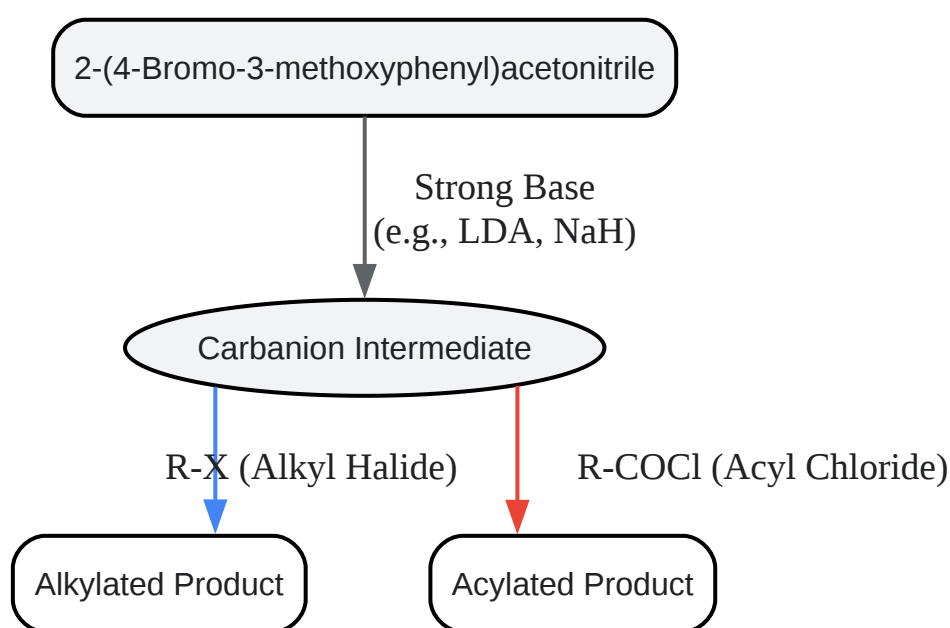 2-(4-Bromo-3-methoxyphenyl)acetonitrile
Strong Base
(e.g., LDA, NaH)
Carbanion Intermediate
R-X (Alkyl Halide)
R-COCl (Acyl Chloride)
Alkylated Product
Acylated Product